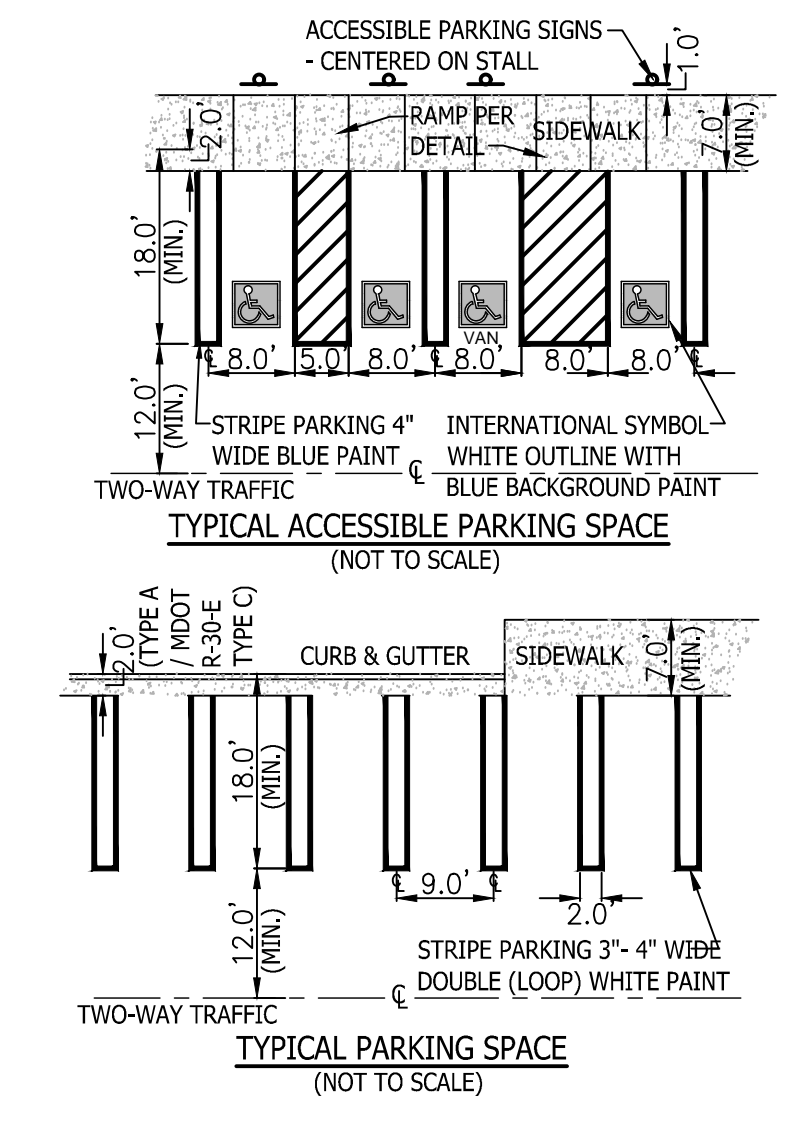 ACCESSIBLE PARKING SIGNS
- CENTERED ON STALL
1.0'
2.0'
RAMP PER
DETAIL
SIDEWALK
7.0'
(MIN.)
18.0'
(MIN.)
VAN
℄ 8.0' 5.0' 8.0' ℄ 8.0' 8.0' 8.0' ℄
12.0'
(MIN.)
STRIPE PARKING 4"
WIDE BLUE PAINT
INTERNATIONAL SYMBOL
WHITE OUTLINE WITH
BLUE BACKGROUND PAINT
℄
TWO-WAY TRAFFIC
TYPICAL ACCESSIBLE PARKING SPACE
(NOT TO SCALE)
2.0'
(TYPE A
/ MDOT
R-30-E
TYPE C)
CURB & GUTTER
SIDEWALK
7.0'
(MIN.)
18.0'
(MIN.)
℄ 9.0' ℄
2.0'
12.0'
(MIN.)
STRIPE PARKING 3"- 4" WIDE
DOUBLE (LOOP) WHITE PAINT
℄
TWO-WAY TRAFFIC
TYPICAL PARKING SPACE
(NOT TO SCALE)